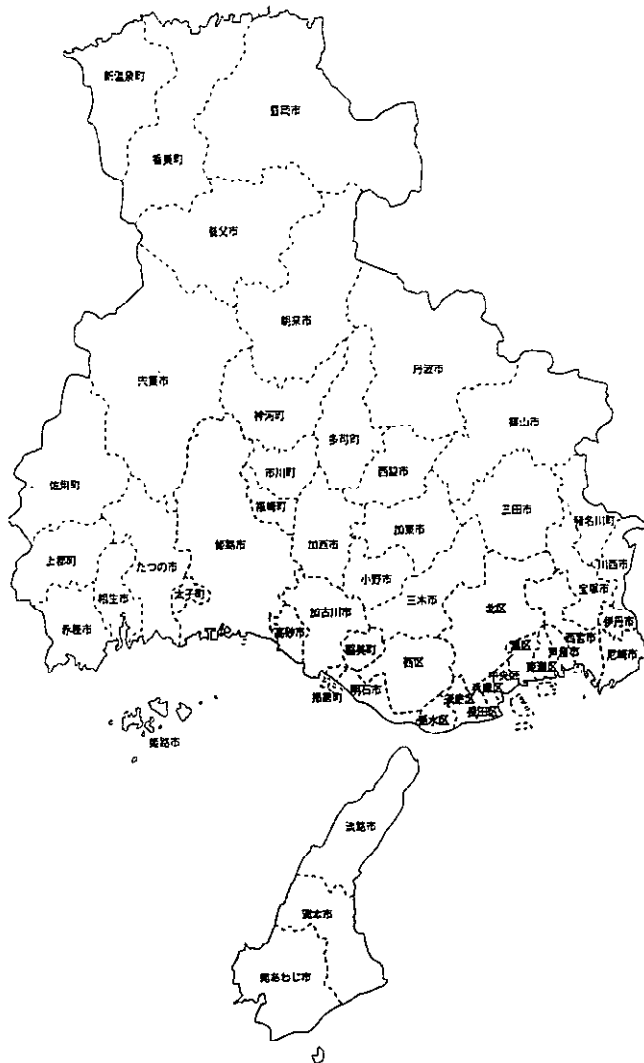 新温泉町
豊岡市
香美町
養父市
朝来市
宍粟市
丹波市
神河町
多可町
篠山市
市川町
西脇市
佐用町
福崎町
三田市
猪名川町
姫路市
加西市
加東市
上郡町
たつの市
川西市
相生市
太子町
小野市
三木市
宝塚市
赤穂市
加古川市
北区
高砂市
伊丹市
稲美町
西区
灘区
西宮市
芦屋市
尼崎市
東灘区
中央区
播磨町
明石市
須磨区
兵庫区
長田区
垂水区
姫路市
淡路市
洲本市
南あわじ市